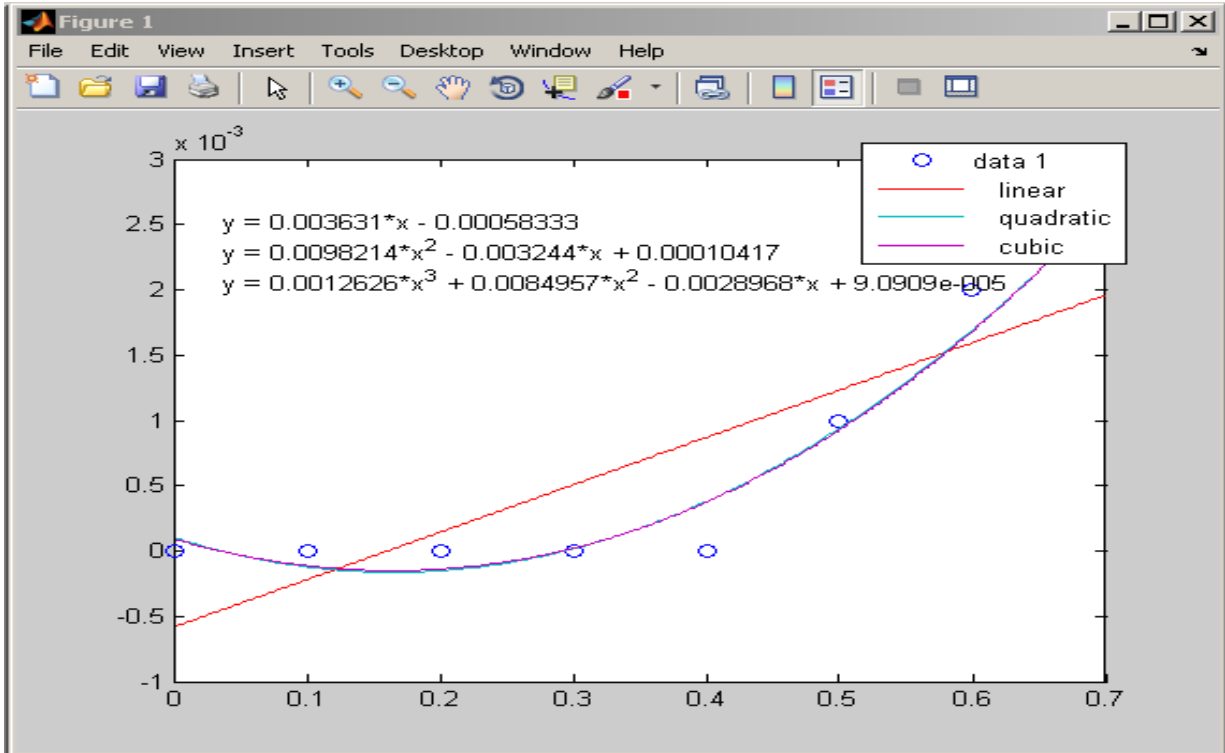 Figure 1
File Edit View Insert Tools Desktop Window Help
x 10^-3
3
2.5
2
1.5
1
0.5
0
-0.5
-1
y = 0.003631*x - 0.00058333
y = 0.0098214*x^2 - 0.003244*x + 0.00010417
y = 0.0012626*x^3 + 0.0084957*x^2 - 0.0028968*x + 9.0909e-005
data 1
linear
quadratic
cubic
0 0.1 0.2 0.3 0.4 0.5 0.6 0.7